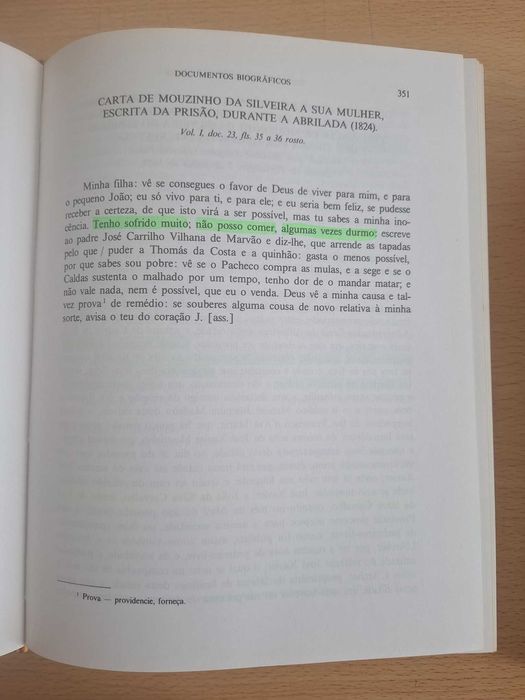 DOCUMENTOS BIOGRÁFICOS
351
CARTA DE MOUZINHO DA SILVEIRA A SUA MULHER,
ESCRITA DA PRISÃO, DURANTE A ABRILADA (1824).
Vol. I, doc. 23, fls. 35 a 36 rosto.
Minha filha: vê se consegues o favor de Deus de viver para mim, e para
o pequeno João; eu só vivo para ti, e para ele; e eu seria bem feliz, se pudesse
receber a certeza, de que isto virá a ser possível, mas tu sabes a minha ino-
cência. Tenho sofrido muito; não posso comer, algumas vezes durmo: escreve
ao padre José Carrilho Vilhana de Marvão e diz-lhe, que arrende as tapadas
pelo que / puder a Thomás da Costa e a quinhão: gasta o menos possível,
por que sabes sou pobre: vê se o Pacheco compra as mulas, e a sege e se o
Caldas sustenta o malhado por um tempo, tenho dor de o mandar matar; e
não vale nada, nem é possível, que eu o venda. Deus vê a minha causa e tal-
vez prova¹ de remédio: se souberes alguma cousa de novo relativa à minha
sorte, avisa o teu do coração J. [ass.]
¹ Prova — providencie, forneça.